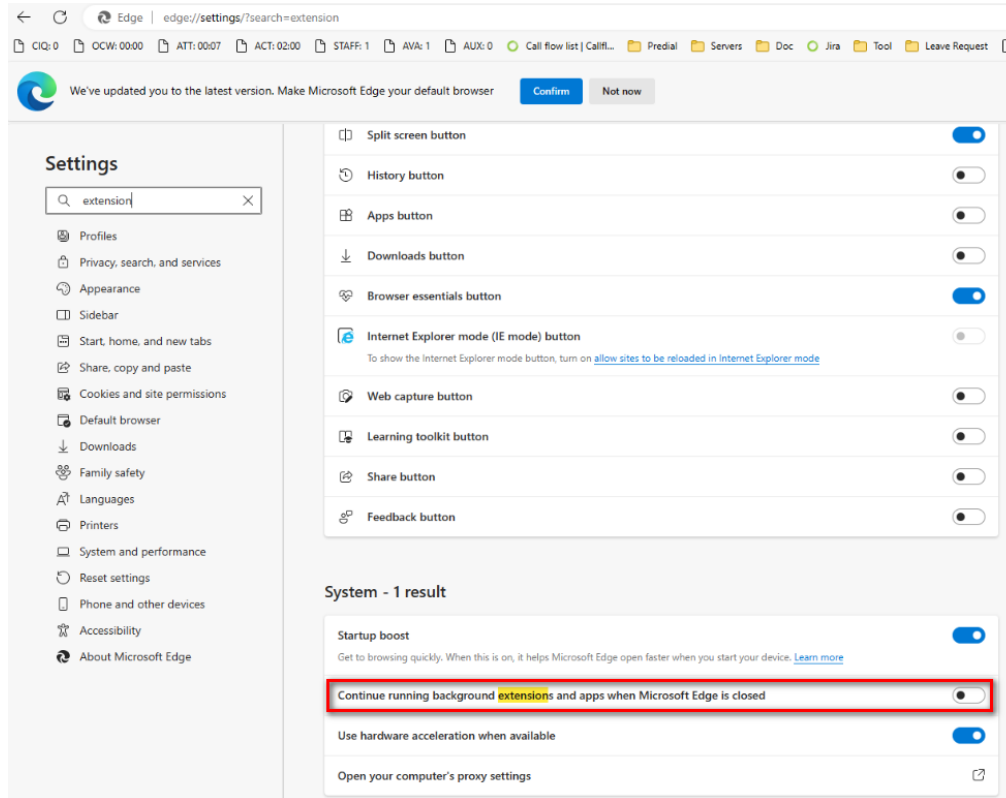 Edge edge://settings/?search=extension
CIQ: 0 OCW: 00:00 ATT: 00:07 ACT: 02:00 STAFF: 1 AVA: 1 AUX: 0 Call flow list | Callfl... Predial Servers Doc Jira Tool Leave Request
We've updated you to the latest version. Make Microsoft Edge your default browser Confirm Not now
Settings
extension
Profiles
Privacy, search, and services
Appearance
Sidebar
Start, home, and new tabs
Share, copy and paste
Cookies and site permissions
Default browser
Downloads
Family safety
Languages
Printers
System and performance
Reset settings
Phone and other devices
Accessibility
About Microsoft Edge
Split screen button
History button
Apps button
Downloads button
Browser essentials button
Internet Explorer mode (IE mode) button
To show the Internet Explorer mode button, turn on allow sites to be reloaded in Internet Explorer mode
Web capture button
Learning toolkit button
Share button
Feedback button
System - 1 result
Startup boost
Get to browsing quickly. When this is on, it helps Microsoft Edge open faster when you start your device. Learn more
Continue running background extensions and apps when Microsoft Edge is closed
Use hardware acceleration when available
Open your computer's proxy settings